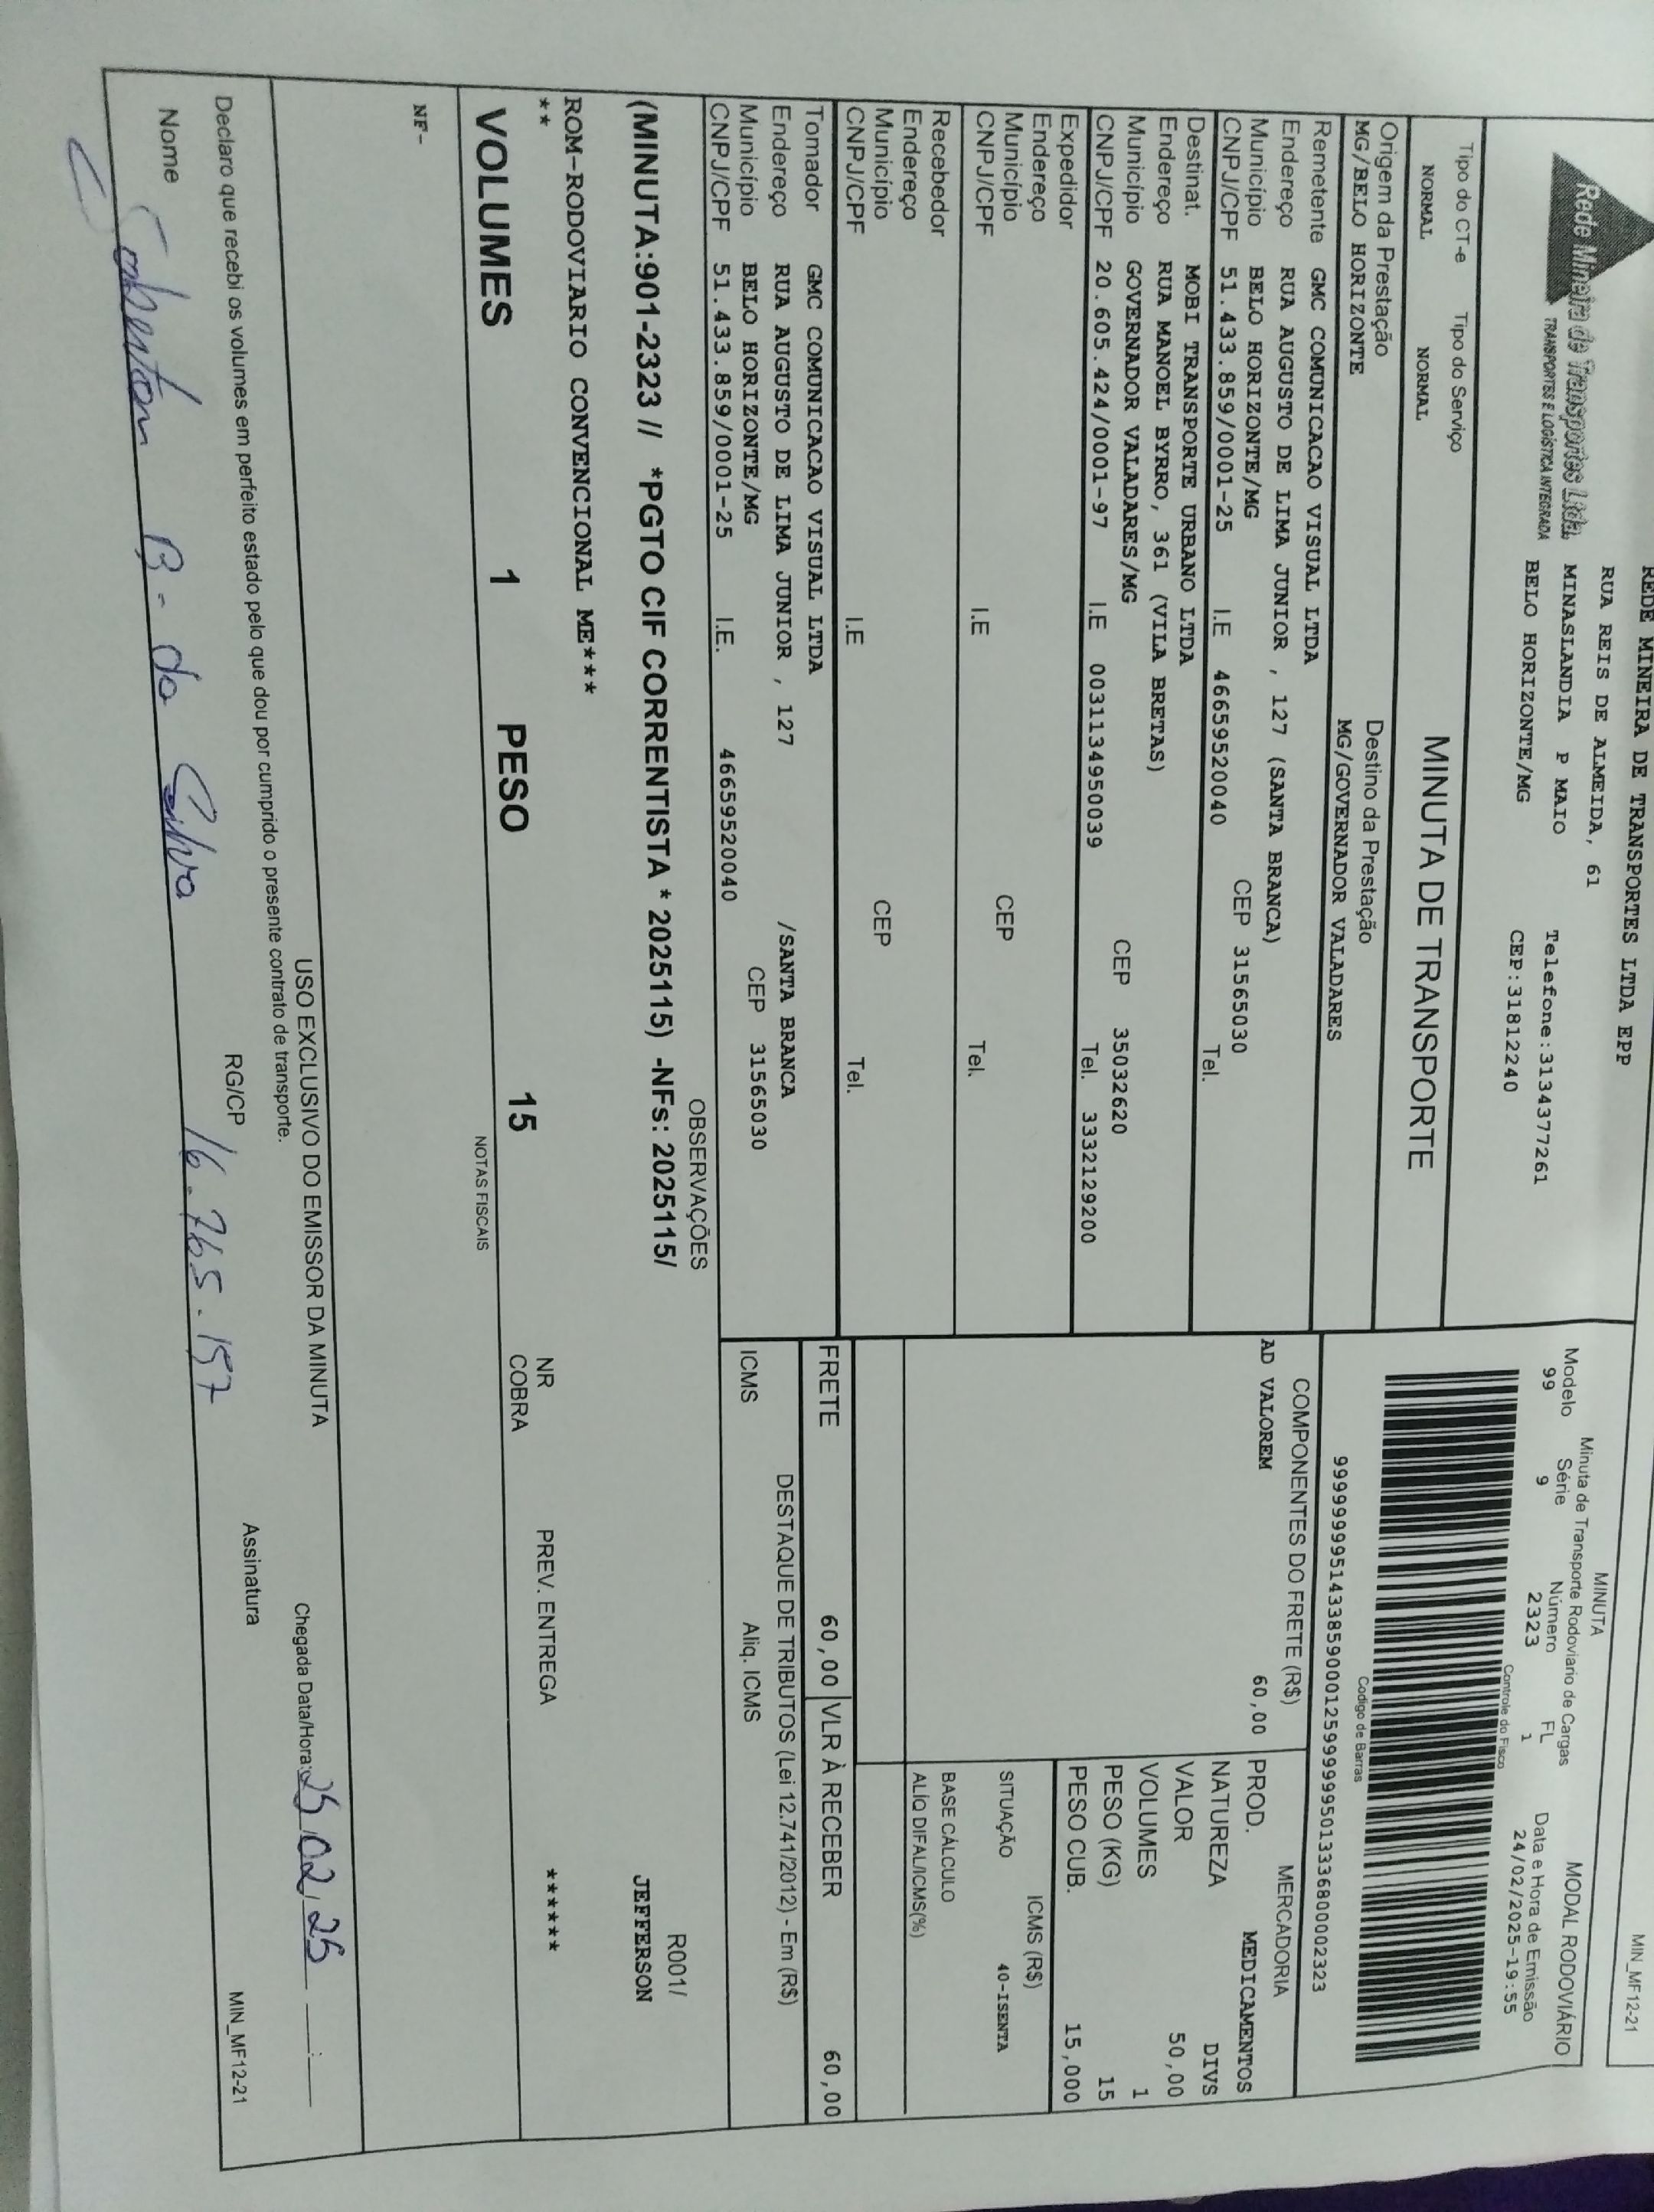 MIN_MF12-21
REDE MINEIRA DE TRANSPORTES LTDA EPP
RUA REIS DE ALMEIDA, 61
MINASLANDIA P MAIO Telefone:3134377261
BELO HORIZONTE/MG CEP:31812240
Rede Mineira de Transportes Ltda.
TRANSPORTES E LOGÍSTICA INTEGRADA
MINUTA MODAL RODOVIÁRIO
Minuta de Transporte Rodoviario de Cargas
Modelo Série Número FL Data e Hora de Emissão
99 9 2323 1 24/02/2025-19:55
Controle do Fisco
Codigo de Barras
Tipo do CT-e Tipo do Serviço
NORMAL NORMAL
MINUTA DE TRANSPORTE
Origem da Prestação Destino da Prestação
MG/BELO HORIZONTE MG/GOVERNADOR VALADARES
Remetente GMC COMUNICACAO VISUAL LTDA
Endereço RUA AUGUSTO DE LIMA JUNIOR , 127 (SANTA BRANCA)
Município BELO HORIZONTE/MG CEP 31565030
CNPJ/CPF 51.433.859/0001-25 I.E 46659520040 Tel.
Destinat. MOBI TRANSPORTE URBANO LTDA
Endereço RUA MANOEL BYRRO, 361 (VILA BRETAS)
Município GOVERNADOR VALADARES/MG CEP 35032620
CNPJ/CPF 20.605.424/0001-97 I.E 0031134950039 Tel. 3332129200
Expedidor
Endereço
Município CEP
CNPJ/CPF I.E Tel.
Recebedor
Endereço
Município CEP
CNPJ/CPF I.E Tel.
Tomador GMC COMUNICACAO VISUAL LTDA
Endereço RUA AUGUSTO DE LIMA JUNIOR , 127 /SANTA BRANCA
Município BELO HORIZONTE/MG CEP 31565030
CNPJ/CPF 51.433.859/0001-25 I.E. 46659520040
COMPONENTES DO FRETE (R$)
AD VALOREM 60,00
MERCADORIA
PROD. MEDICAMENTOS
NATUREZA DIVS
VALOR 50,00
VOLUMES 1
PESO (KG) 15
PESO CUB. 15,000
ICMS (R$)
SITUAÇÃO 40-ISENTA
BASE CÁLCULO
ALÍQ DIFAL/ICMS(%)
FRETE 60,00 VLR À RECEBER 60,00
DESTAQUE DE TRIBUTOS (Lei 12.741/2012) - Em (R$)
ICMS Aliq. ICMS
OBSERVAÇÕES
(MINUTA:901-2323 // *PGTO CIF CORRENTISTA * 2025115) -NFs: 2025115/
R001/
JEFFERSON
ROM-RODOVIARIO CONVENCIONAL ME****
**
VOLUMES 1 PESO 15
NR
COBRA
PREV. ENTREGA ******
NOTAS FISCAIS
NF-
USO EXCLUSIVO DO EMISSOR DA MINUTA
Chegada Data/Hora: 25/02/25
Declaro que recebi os volumes em perfeito estado pelo que dou por cumprido o presente contrato de transporte.
Nome B. da Silva RG/CP 16.765.157 Assinatura
MIN_MF12-21